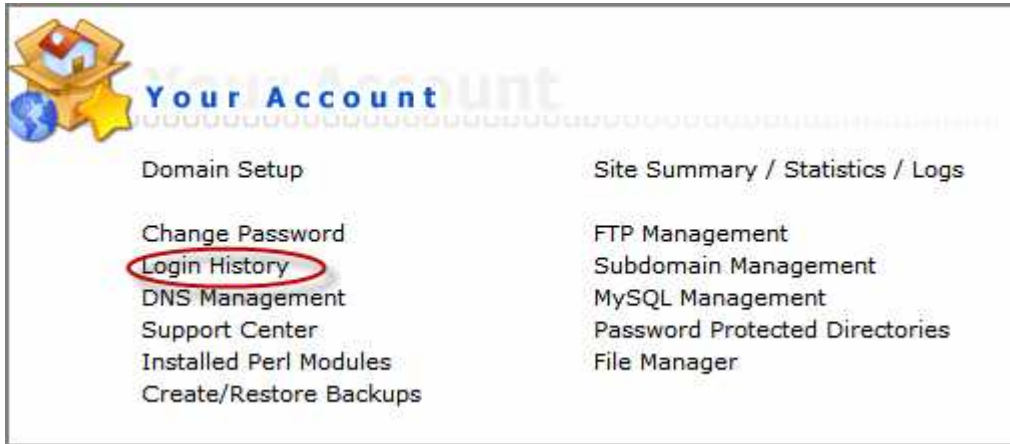 Your Account
Domain Setup
Site Summary / Statistics / Logs
Change Password
Login History
DNS Management
Support Center
Installed Perl Modules
Create/Restore Backups
FTP Management
Subdomain Management
MySQL Management
Password Protected Directories
File Manager